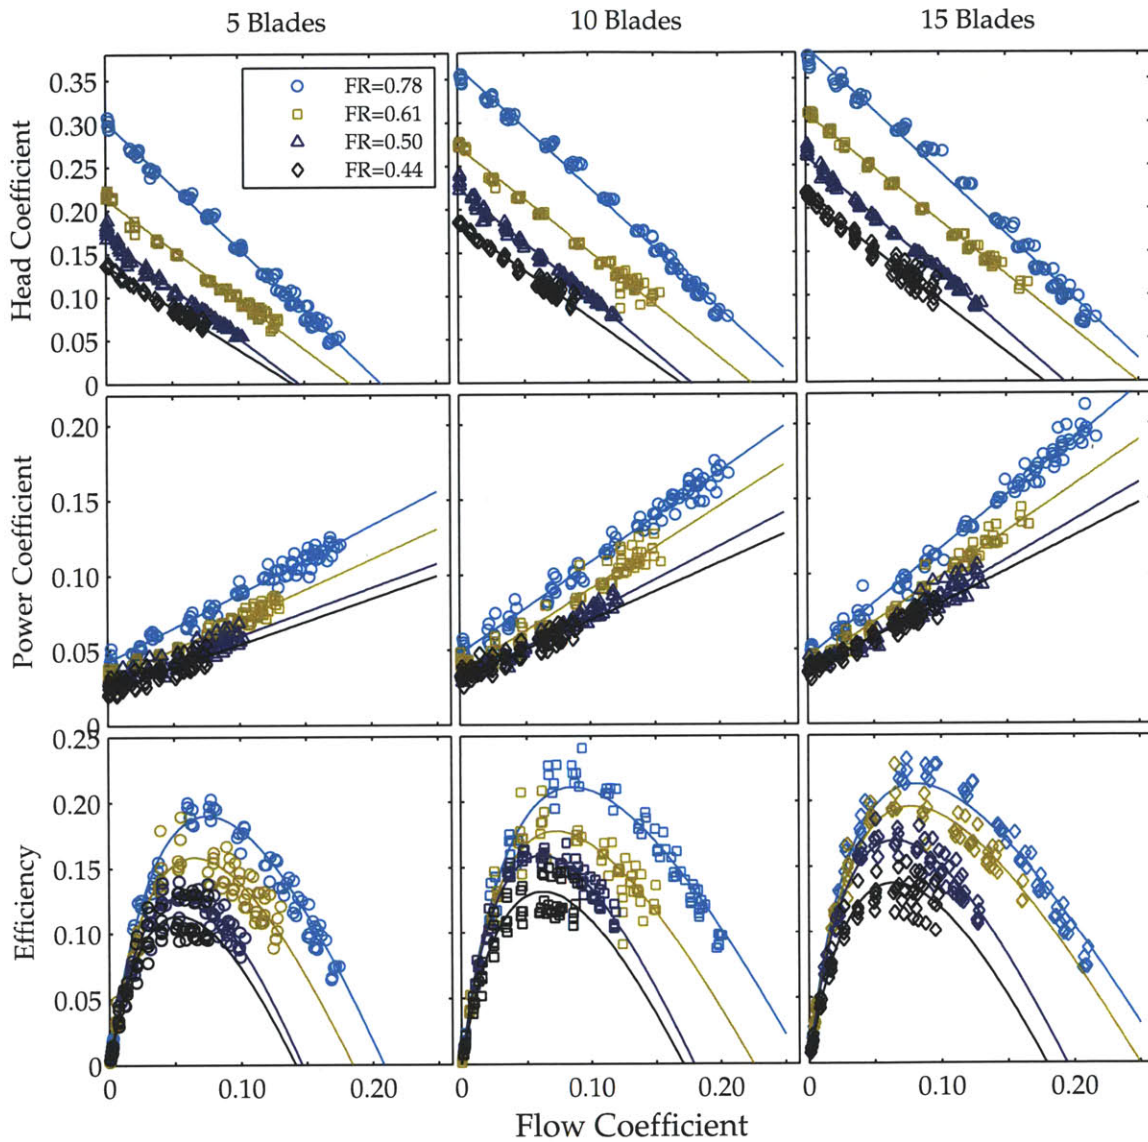 5 Blades 10 Blades 15 Blades
Head Coefficient
0.35
0.30
0.25
0.20
0.15
0.10
0.05
0
FR=0.78
FR=0.61
FR=0.50
FR=0.44
Power Coefficient
0.20
0.15
0.10
0.05
0
Efficiency
0.25
0.20
0.15
0.10
0.05
0
0 0.10 0.20 0 0.10 0.20 0 0.10 0.20
Flow Coefficient